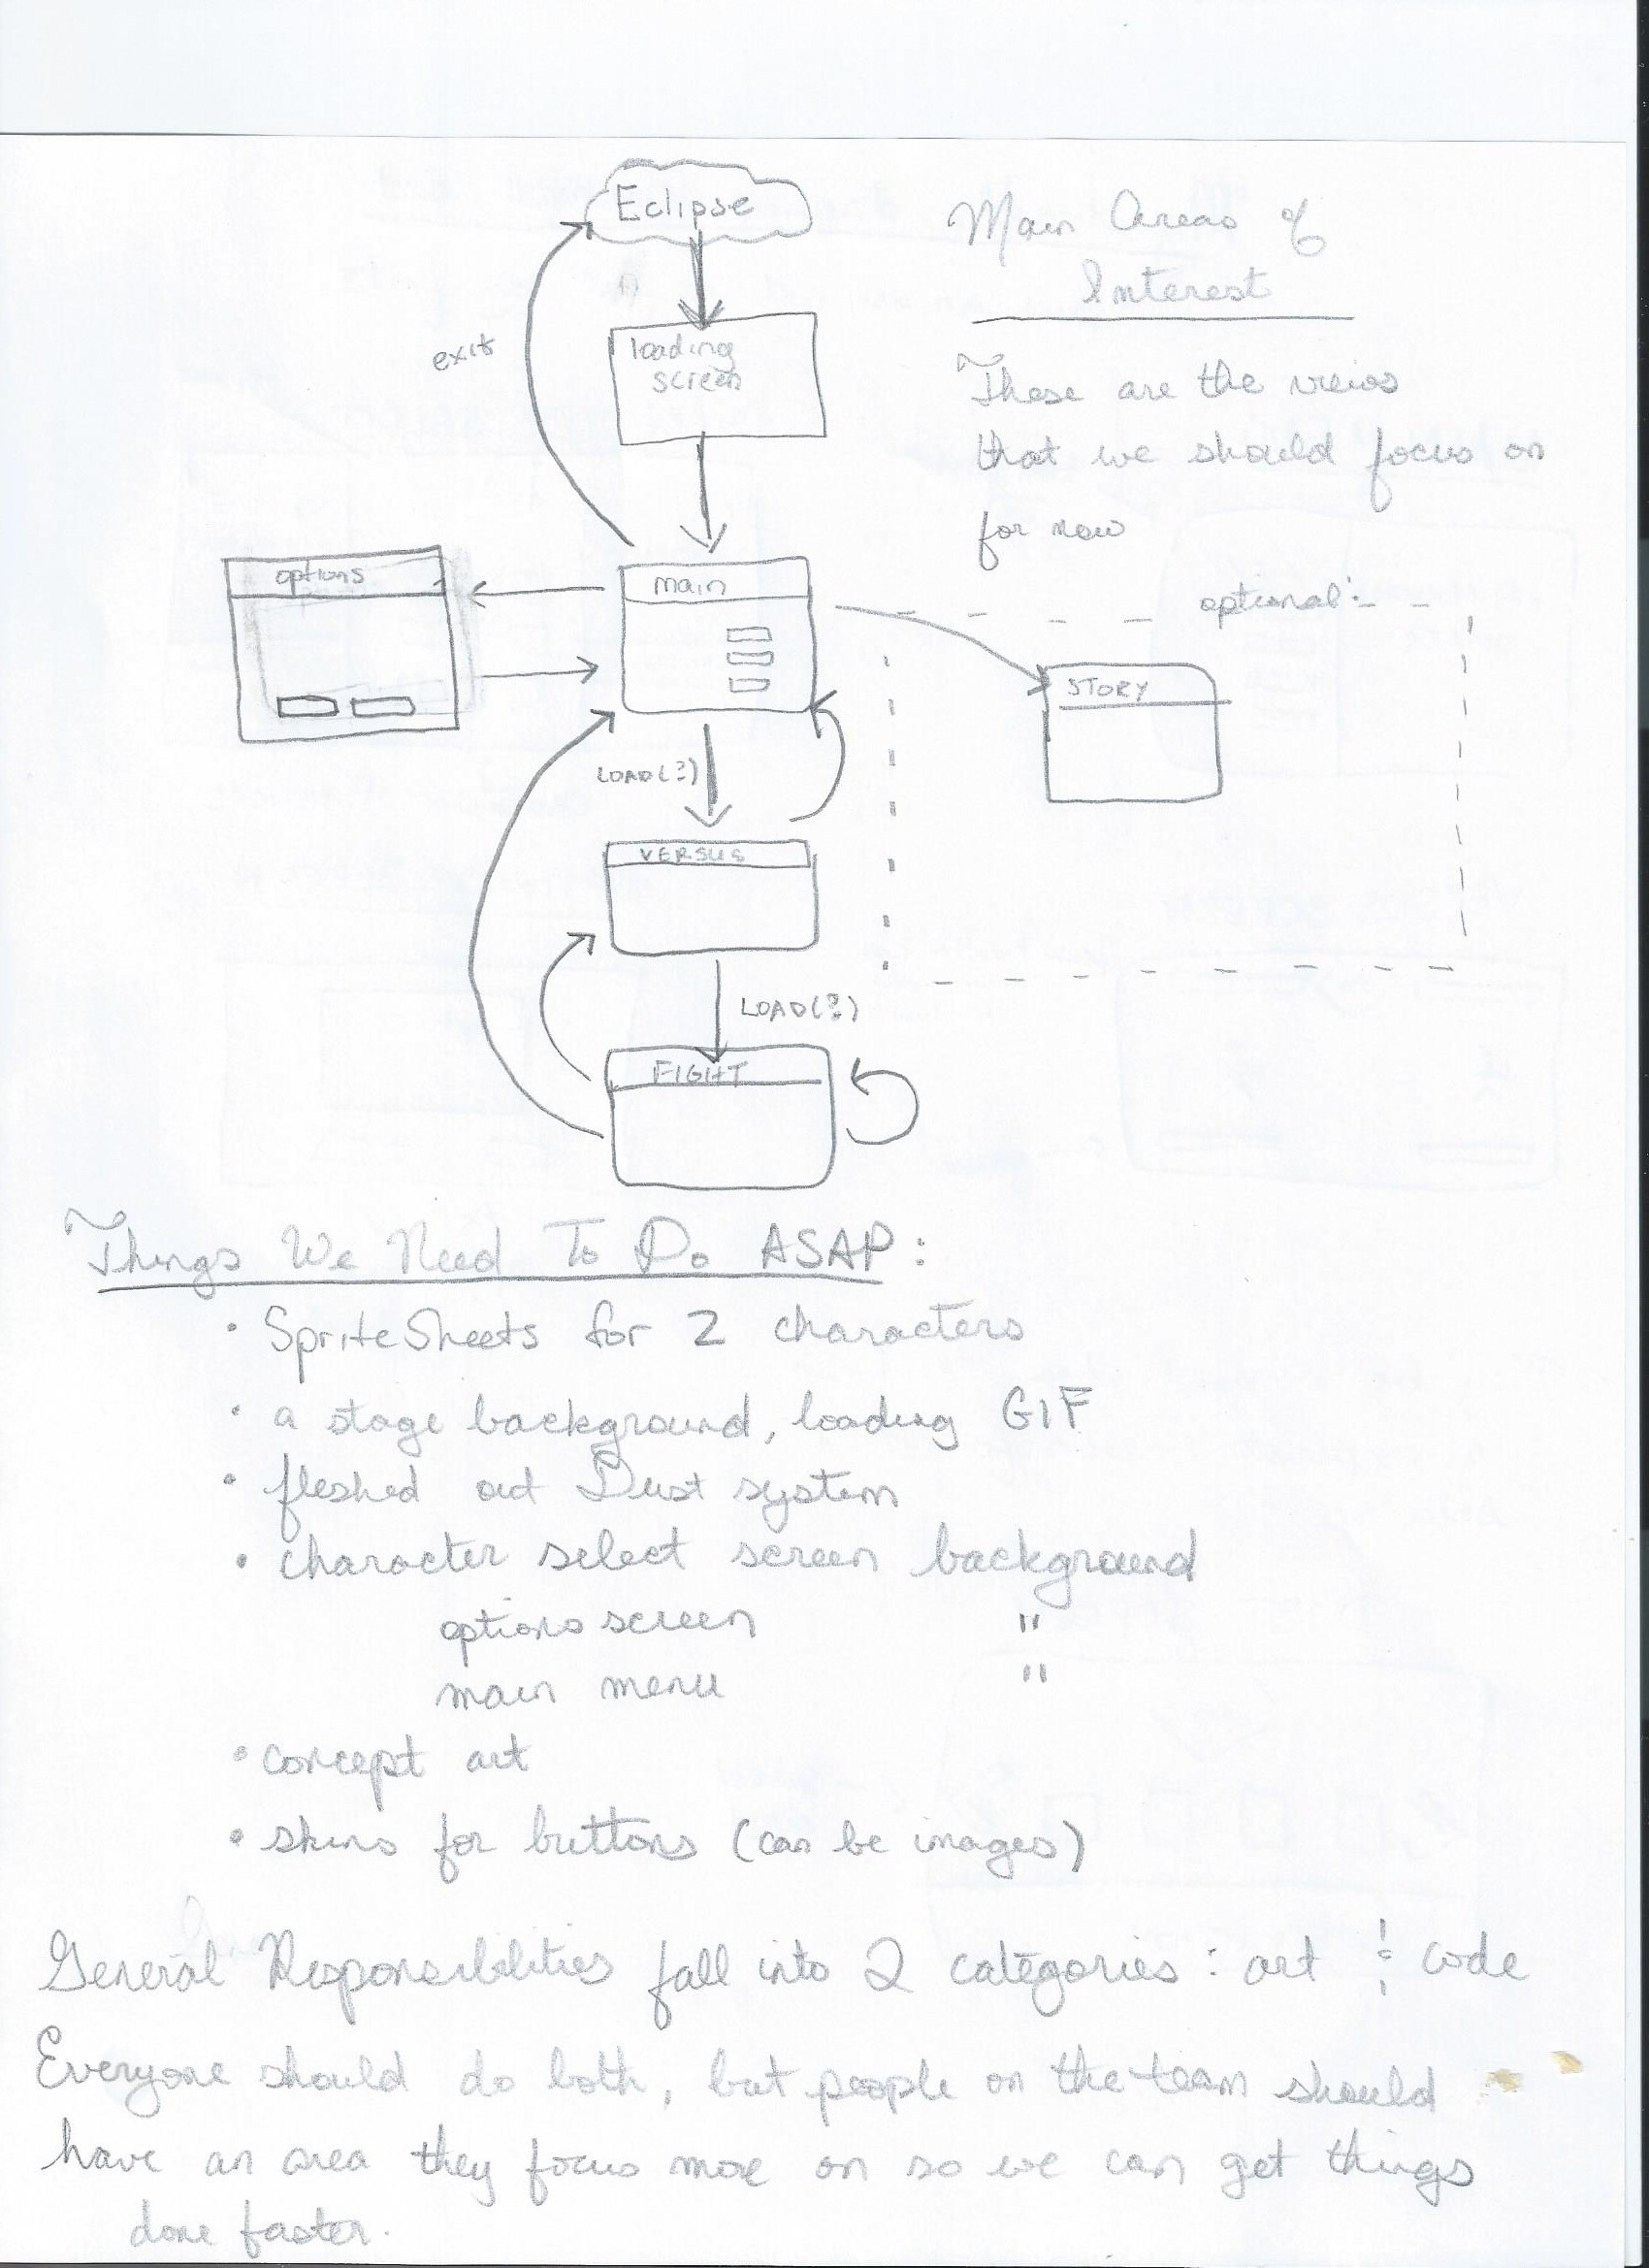 Eclipse
Main Areas of
Interest
exit
loading
screen
These are the views
that we should focus on
for now
options
main
optional:
STORY
LOAD(?)
VERSUS
LOAD(?)
FIGHT
Things We Need To Do ASAP:
• SpriteSheets for 2 characters
• a stage background, loading GIF
• fleshed out Dust system
• character select screen background
options screen "
main menu "
• concept art
• skins for buttons (can be images)
General Responsibilities fall into 2 categories: art & code
Everyone should do both, but people on the team should
have an area they focus more on so we can get things
done faster.